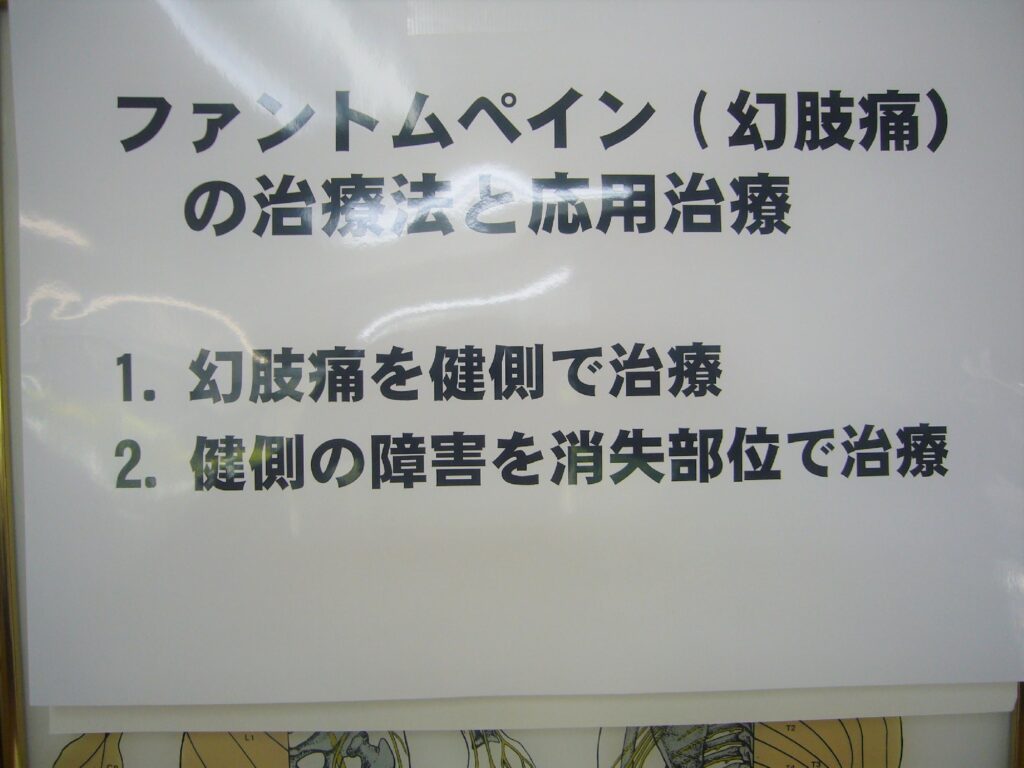 ファントムペイン(幻肢痛)
の治療法と応用治療
1. 幻肢痛を健側で治療
2. 健側の障害を消失部位で治療
L1
T2